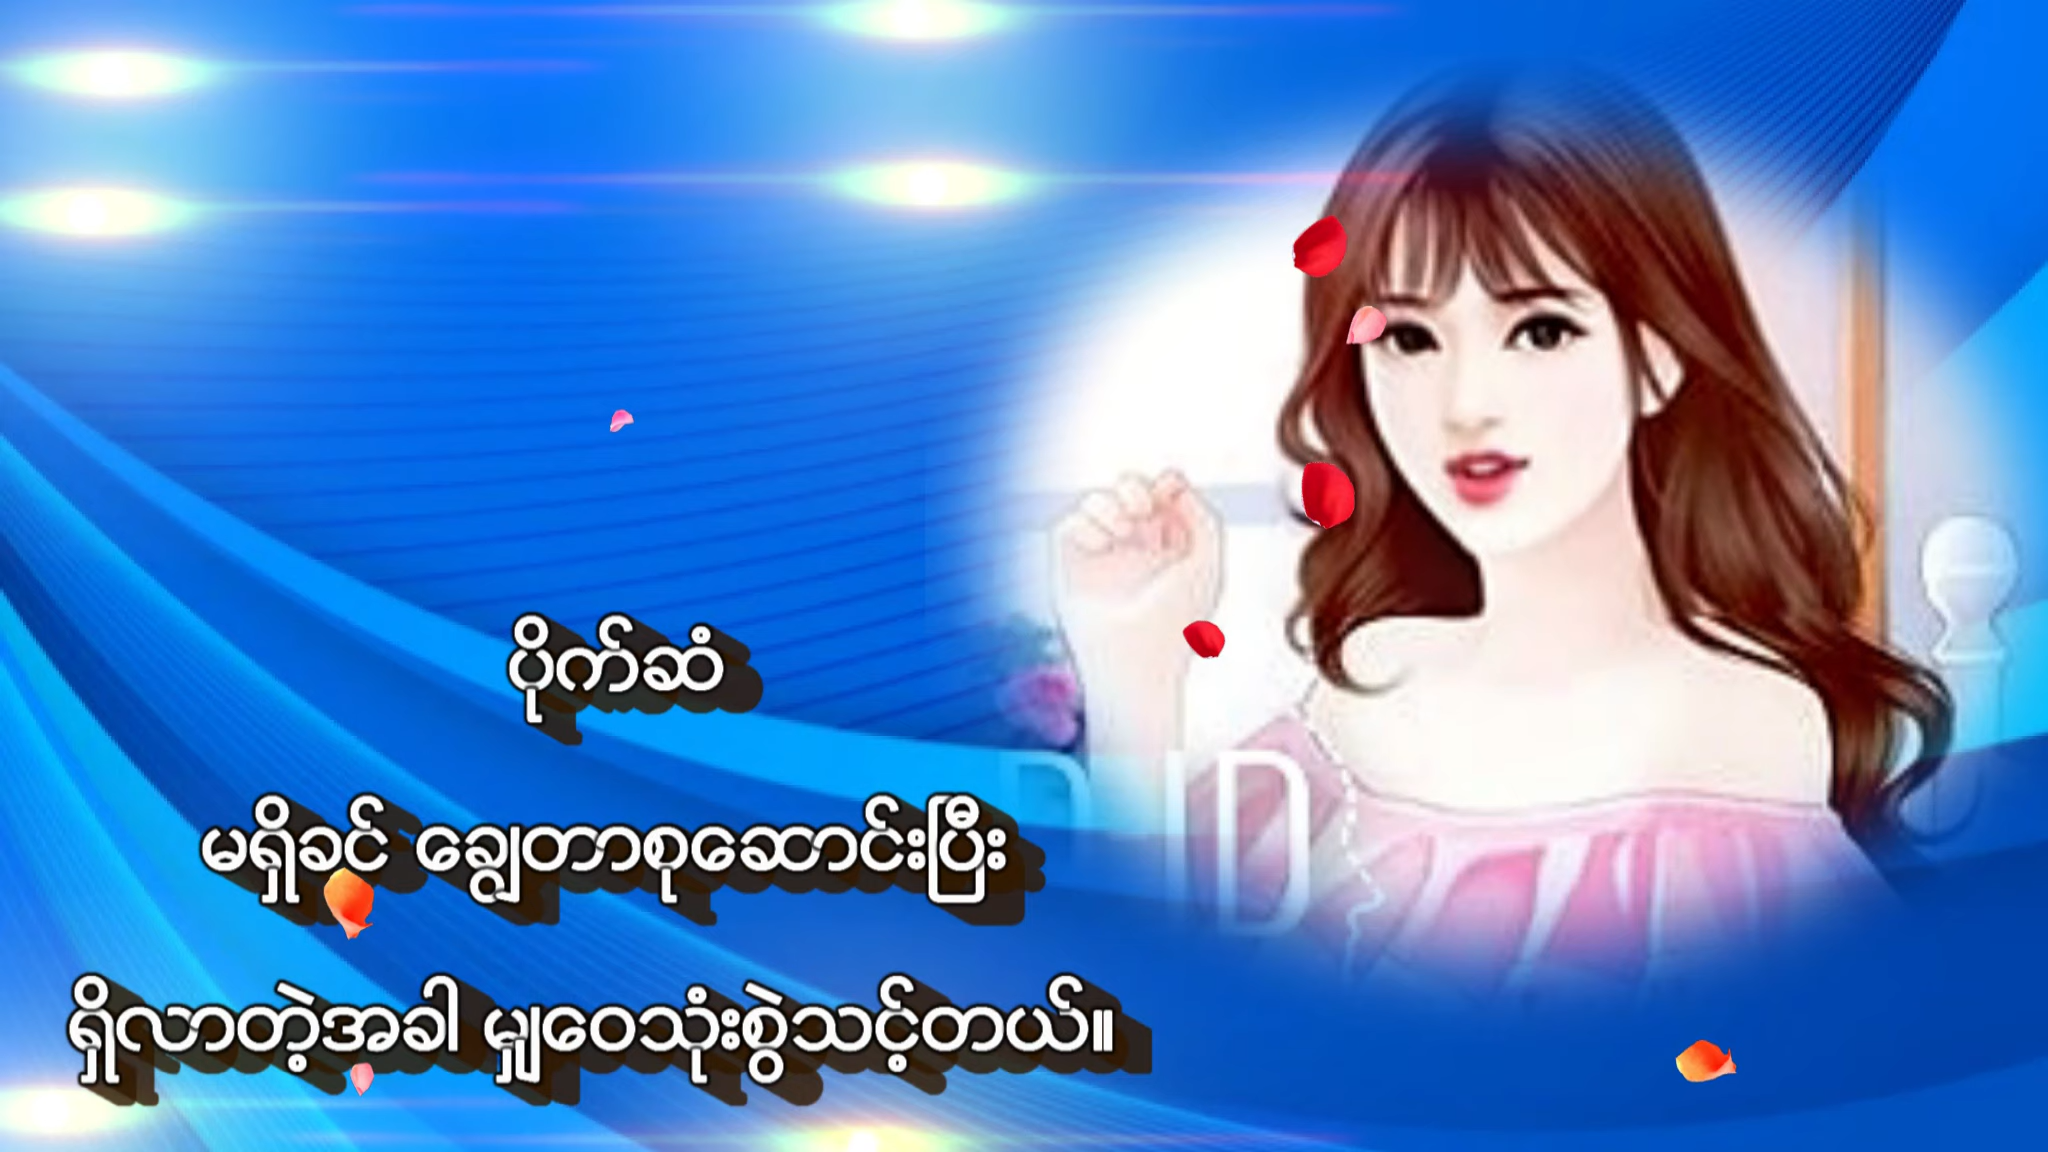 ပိုက်ဆံ
မရှိခင် ချွေတာစုဆောင်းပြီး
ရှိလာတဲ့အခါ မျှဝေသုံးစွဲသင့်တယ်။